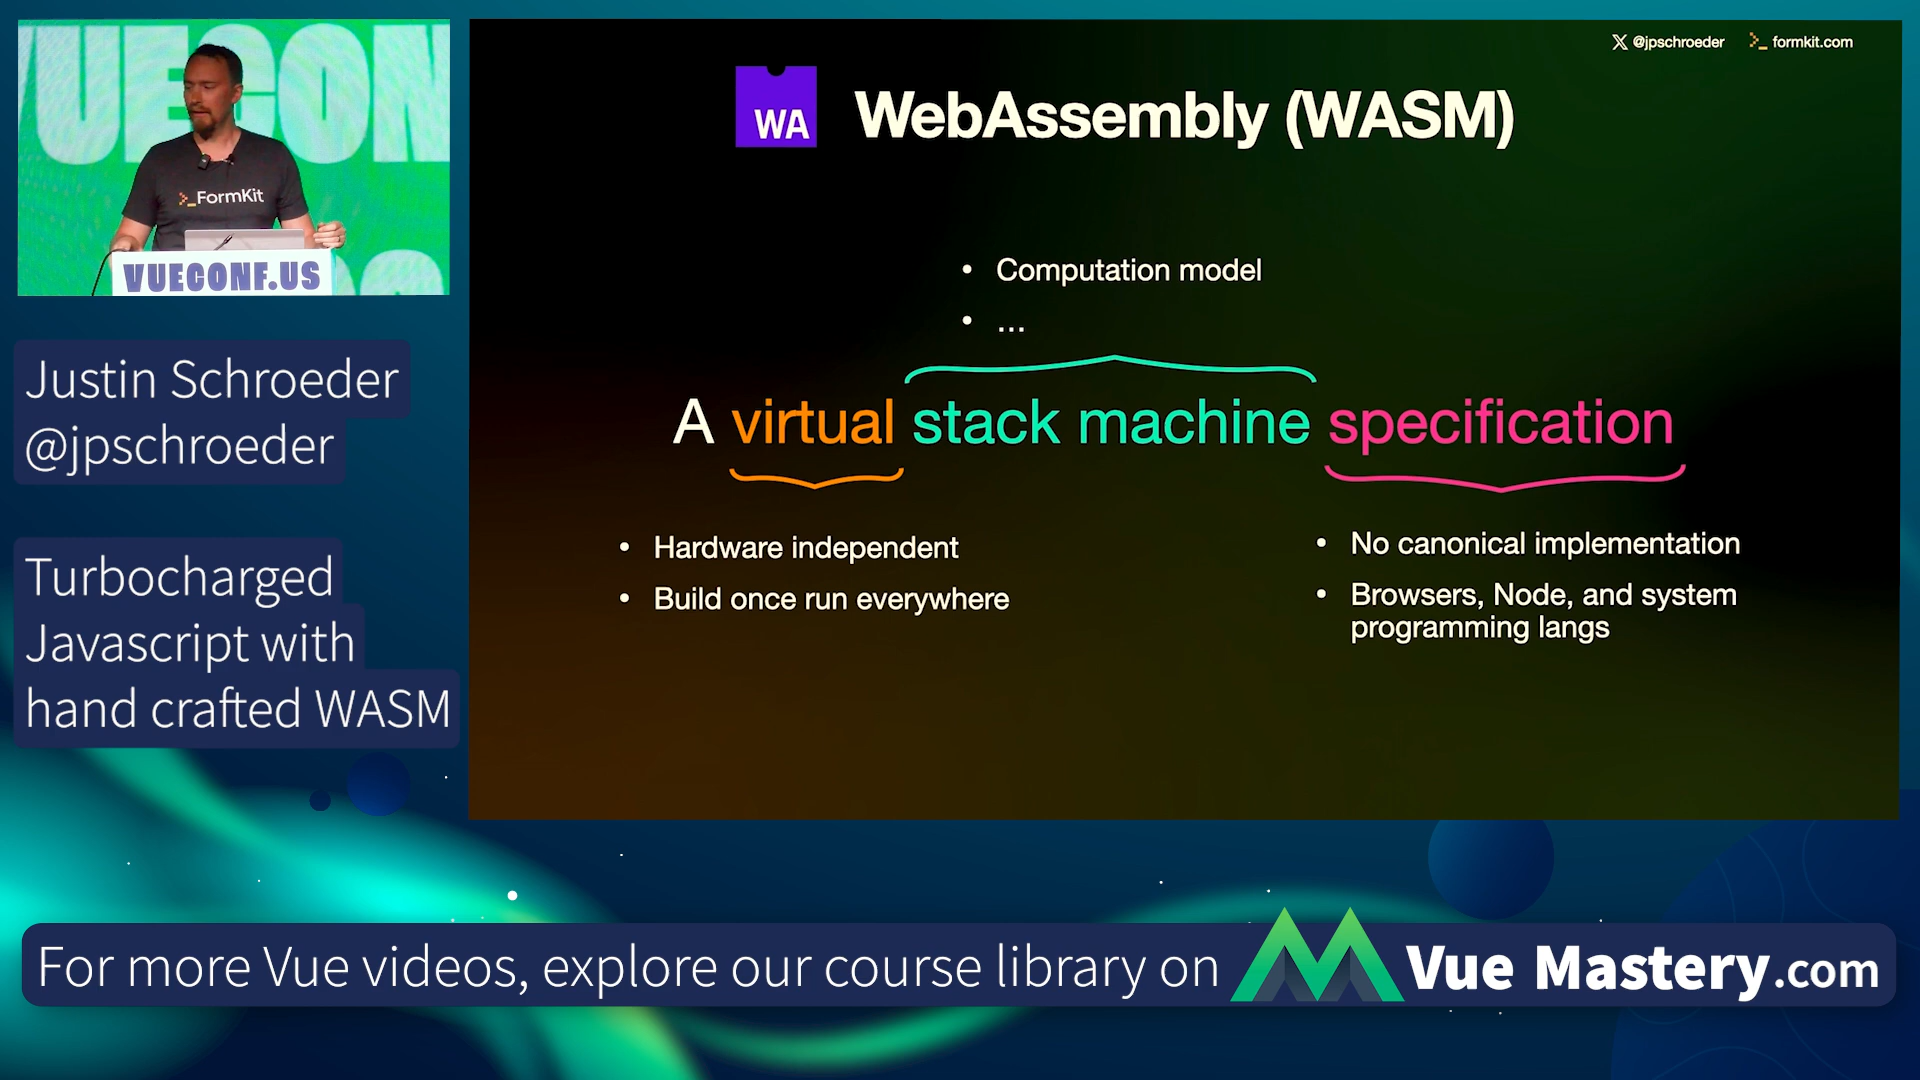 VUECON
FormKit
VUECONF.US
Justin Schroeder
@jpschroeder
Turbocharged
Javascript with
hand crafted WASM
@jpschroeder
formkit.com
WA
WebAssembly (WASM)
• Computation model
• ...
A virtual stack machine specification
• Hardware independent
• Build once run everywhere
• No canonical implementation
• Browsers, Node, and system
programming langs
For more Vue videos, explore our course library on
Vue Mastery.com